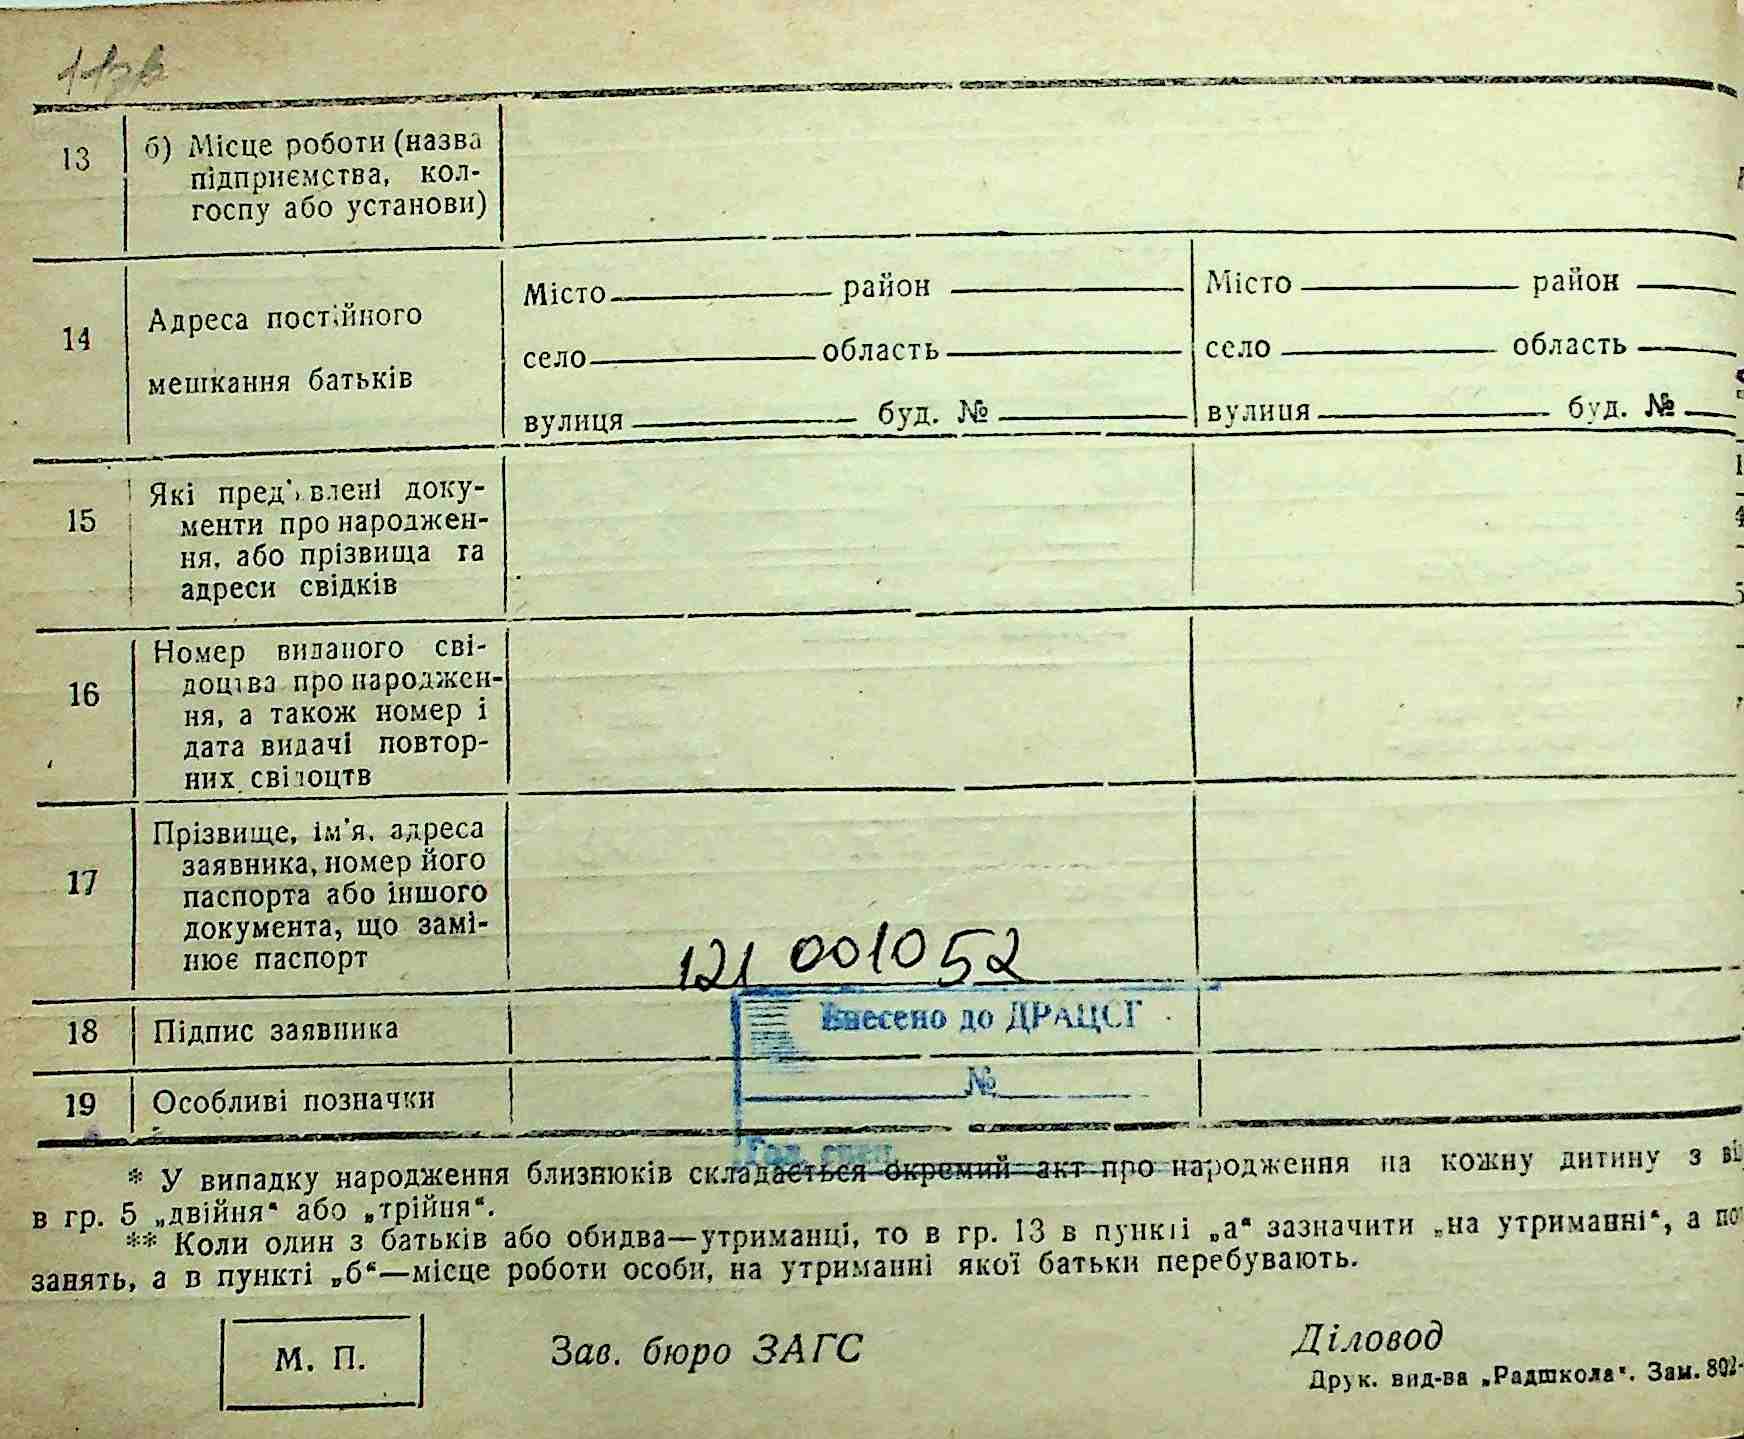 13 б) Місце роботи (назва
підприємства, кол-
госпу або установи)
14 Адреса постійного
мешкання батьків
Місто район
село область
вулиця буд. №
Місто район
село область
вулиця буд. №
15 Які пред'влені доку-
менти про народжен-
ня, або прізвища та
адреси свідків
16 Номер виданого сві-
доцтва про народжен-
ня, а також номер і
дата видачі повтор-
них свідоцтв
17 Прізвище, ім'я, адреса
заявника, номер його
паспорта або іншого
документа, що замі-
нює паспорт
121 001052
18 Підпис заявника
Внесено до ДРАЦСГ
№
19 Особливі позначки
Гол. спец.
* У випадку народження близнюків складається окремий акт про народження на кожну дитину з
в гр. 5 „двійня“ або „трійня“.
** Коли один з батьків або обидва—утриманці, то в гр. 13 в пункті „а“ зазначити „на утриманні“, а
занять, а в пункті „б“—місце роботи особи, на утриманні якої батьки перебувають.
М. П.
Зав. бюро ЗАГС
Діловод
Друк. вид-ва „Радшкола“. Зам. 802-